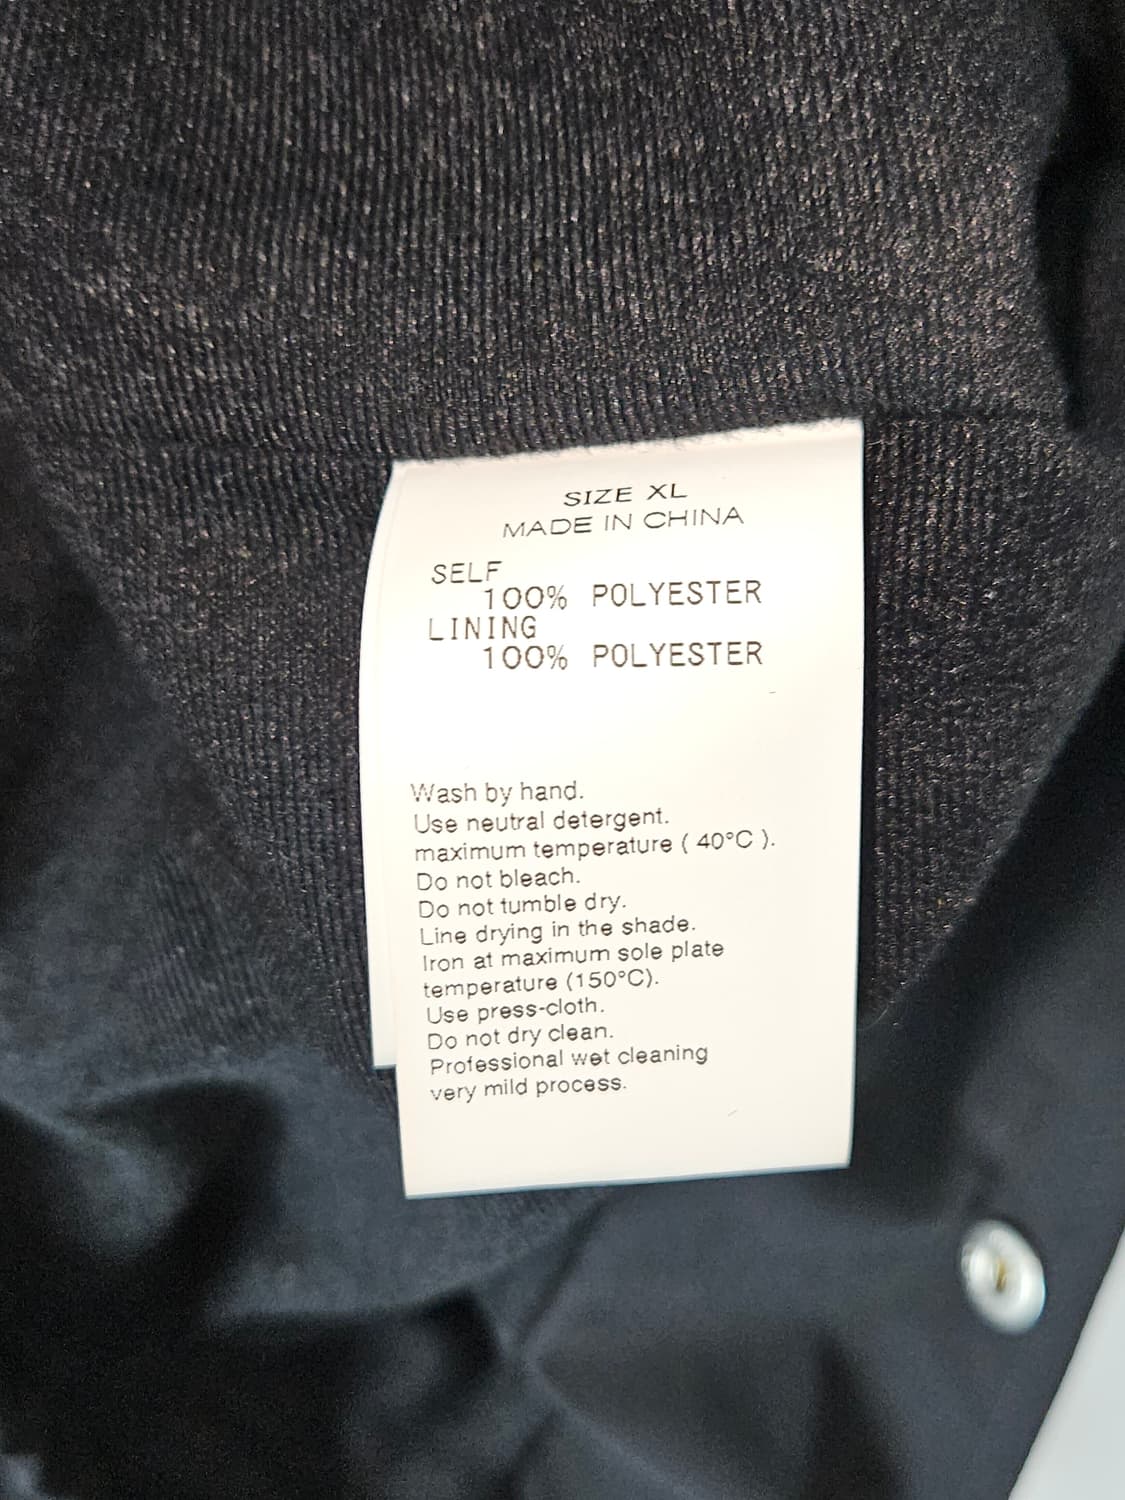 SIZE XL
MADE IN CHINA
SELF
100% POLYESTER
LINING
100% POLYESTER
Wash by hand.
Use neutral detergent.
maximum temperature ( 40°C ).
Do not bleach.
Do not tumble dry.
Line drying in the shade.
Iron at maximum sole plate
temperature (150°C).
Use press-cloth.
Do not dry clean.
Professional wet cleaning
very mild process.